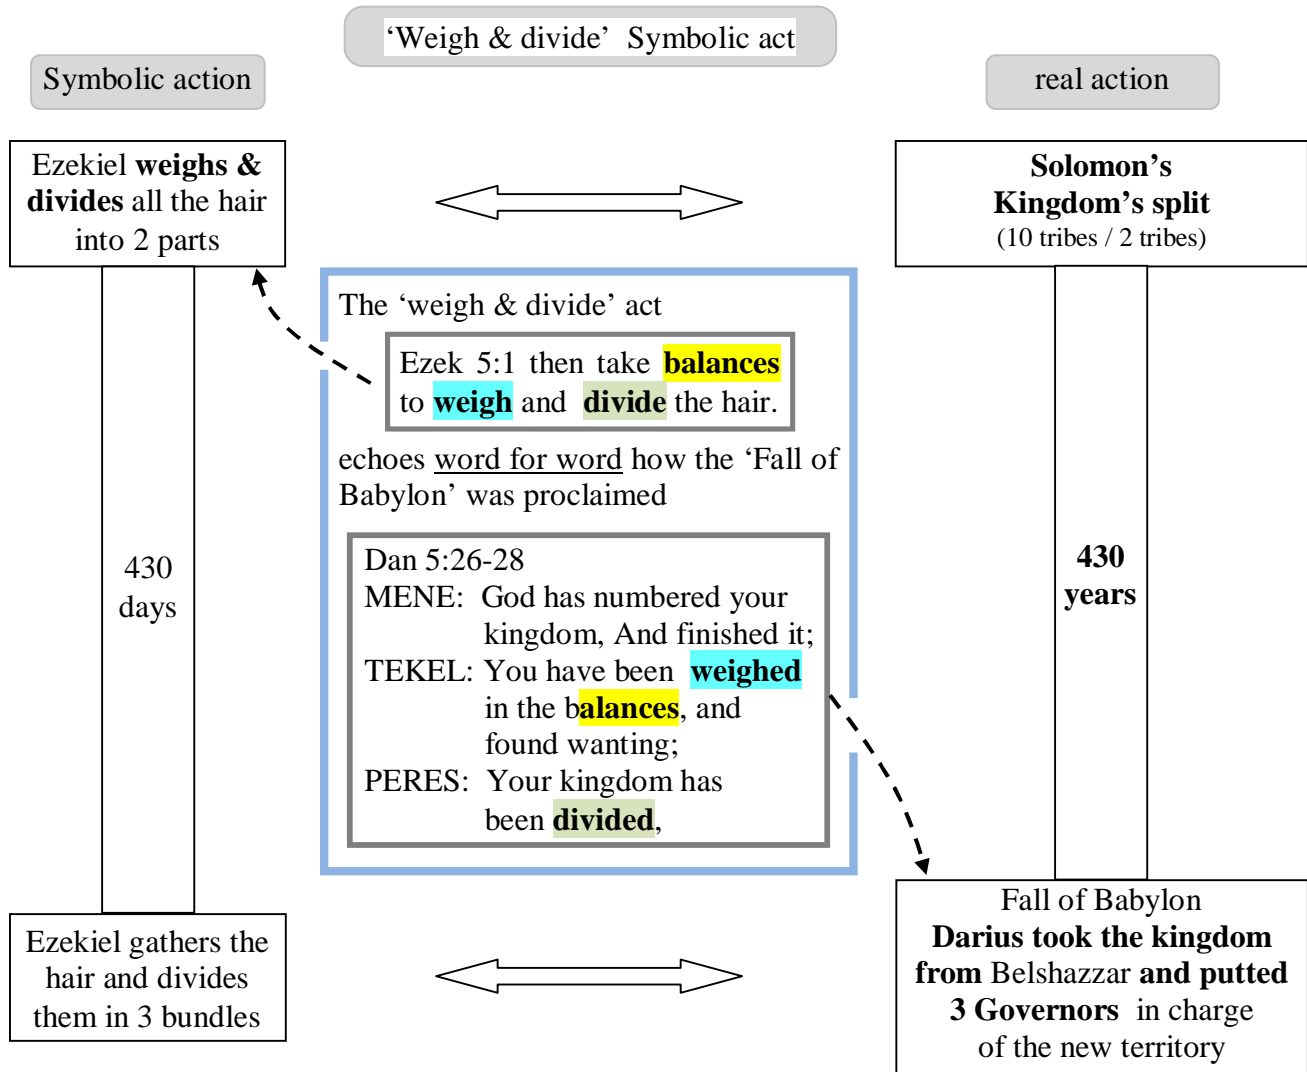 ‘Weigh & divide’ Symbolic act
Symbolic action
real action
Ezekiel weighs &
divides all the hair
into 2 parts
Solomon’s
Kingdom’s split
(10 tribes / 2 tribes)
The ‘weigh & divide’ act
Ezek 5:1 then take balances
to weigh and divide the hair.
echoes word for word how the ‘Fall of
Babylon’ was proclaimed
Dan 5:26-28
MENE: God has numbered your
kingdom, And finished it;
TEKEL: You have been weighed
in the balances, and
found wanting;
PERES: Your kingdom has
been divided,
430
days
430
years
Ezekiel gathers the
hair and divides
them in 3 bundles
Fall of Babylon
Darius took the kingdom
from Belshazzar and putted
3 Governors in charge
of the new territory